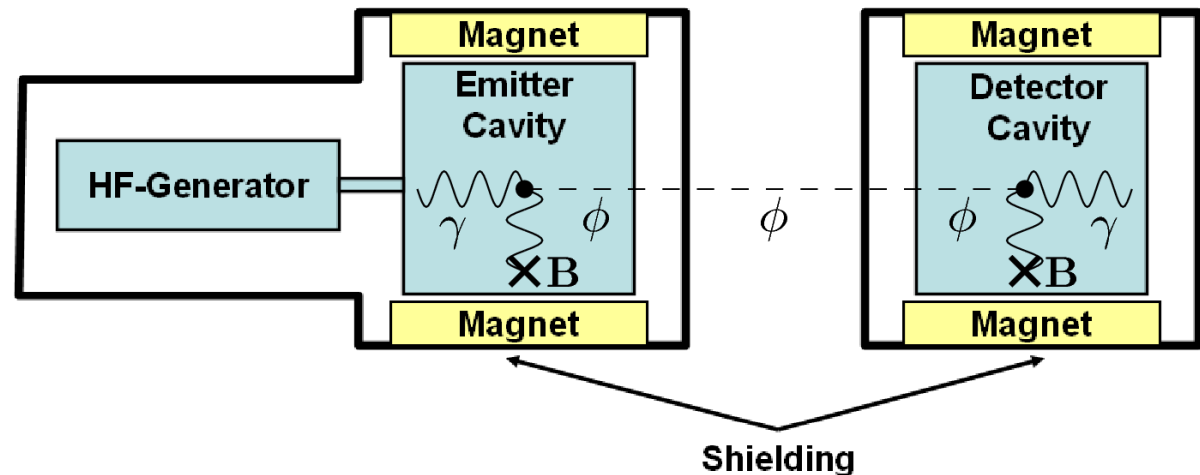 Magnet
Magnet
Emitter
Cavity
Detector
Cavity
HF-Generator
γ
ϕ
ϕ
ϕ
γ
B
B
Magnet
Magnet
Shielding